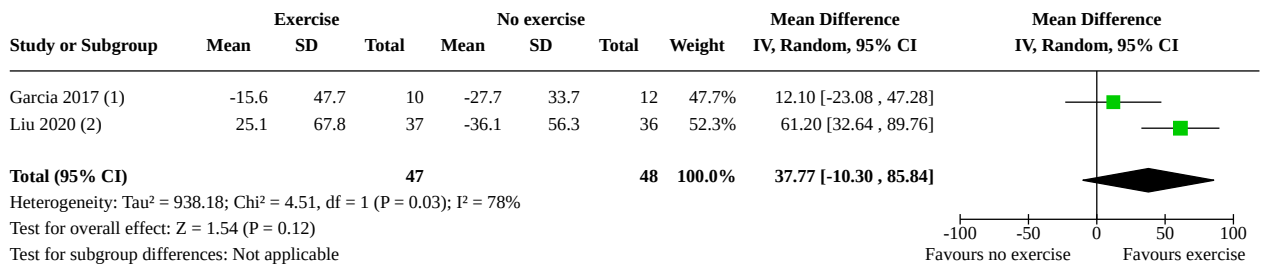 Exercise No exercise Mean Difference Mean Difference
Study or Subgroup Mean SD Total Mean SD Total Weight IV, Random, 95% CI IV, Random, 95% CI
Garcia 2017 (1) -15.6 47.7 10 -27.7 33.7 12 47.7% 12.10 [-23.08 , 47.28]
Liu 2020 (2) 25.1 67.8 37 -36.1 56.3 36 52.3% 61.20 [32.64 , 89.76]
Total (95% CI) 47 48 100.0% 37.77 [-10.30 , 85.84]
Heterogeneity: Tau² = 938.18; Chi² = 4.51, df = 1 (P = 0.03); I² = 78%
Test for overall effect: Z = 1.54 (P = 0.12)
Test for subgroup differences: Not applicable
-100 -50 0 50 100
Favours no exercise Favours exercise